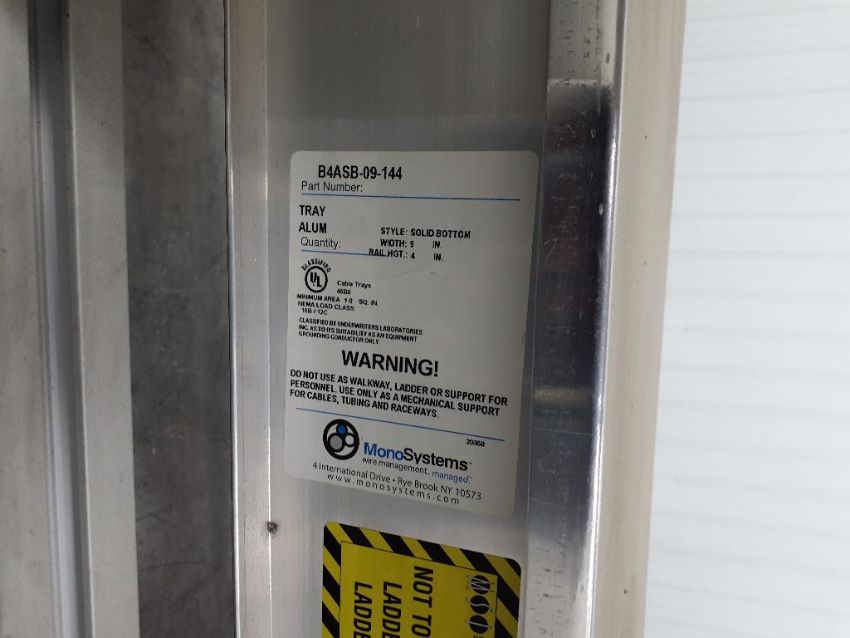 B4ASB-09-144
Part Number:
TRAY
ALUM STYLE: SOLID BOTTOM
Quantity: WIDTH: 9 IN.
RAIL HGT.: 4 IN.
CLASSIFIED
UL
Cable Trays
MINIMUM AREA 1.0 SQ. IN.
NEMA LOAD CLASS:
16B / 12C
CLASSIFIED BY UNDERWRITERS LABORATORIES
INC. AS TO ITS SUITABILITY AS AN EQUIPMENT
GROUNDING CONDUCTOR ONLY.
WARNING!
DO NOT USE AS WALKWAY, LADDER OR SUPPORT FOR
PERSONNEL. USE ONLY AS A MECHANICAL SUPPORT
FOR CABLES, TUBING AND RACEWAYS.
MonoSystems
wire management. managed.
4 International Drive • Rye Brook NY 10573
www.monosystems.com
NOT TO
LADDE
LADDE